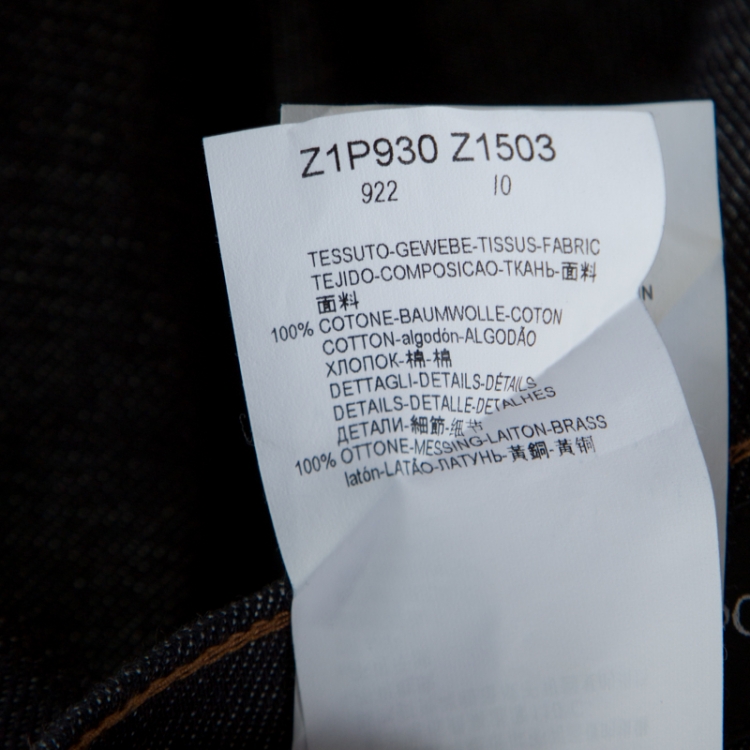 Z1P930 Z1503
922 10
TESSUTO-GEWEBE-TISSUS-FABRIC
TEJIDO-COMPOSICAO-ТКАНЬ-面料
面料
100% COTONE-BAUMWOLLE-COTON
COTTON-algodón-ALGODÃO
ХЛОПОК-棉-棉
DETTAGLI-DETAILS-DÉTAILS
DETAILS-DETALLE-DETALHES
ДЕТАЛИ-細節-细节
100% OTTONE-MESSING-LAITON-BRASS
latón-LATÃO-ЛАТУНЬ-黃銅-黄铜